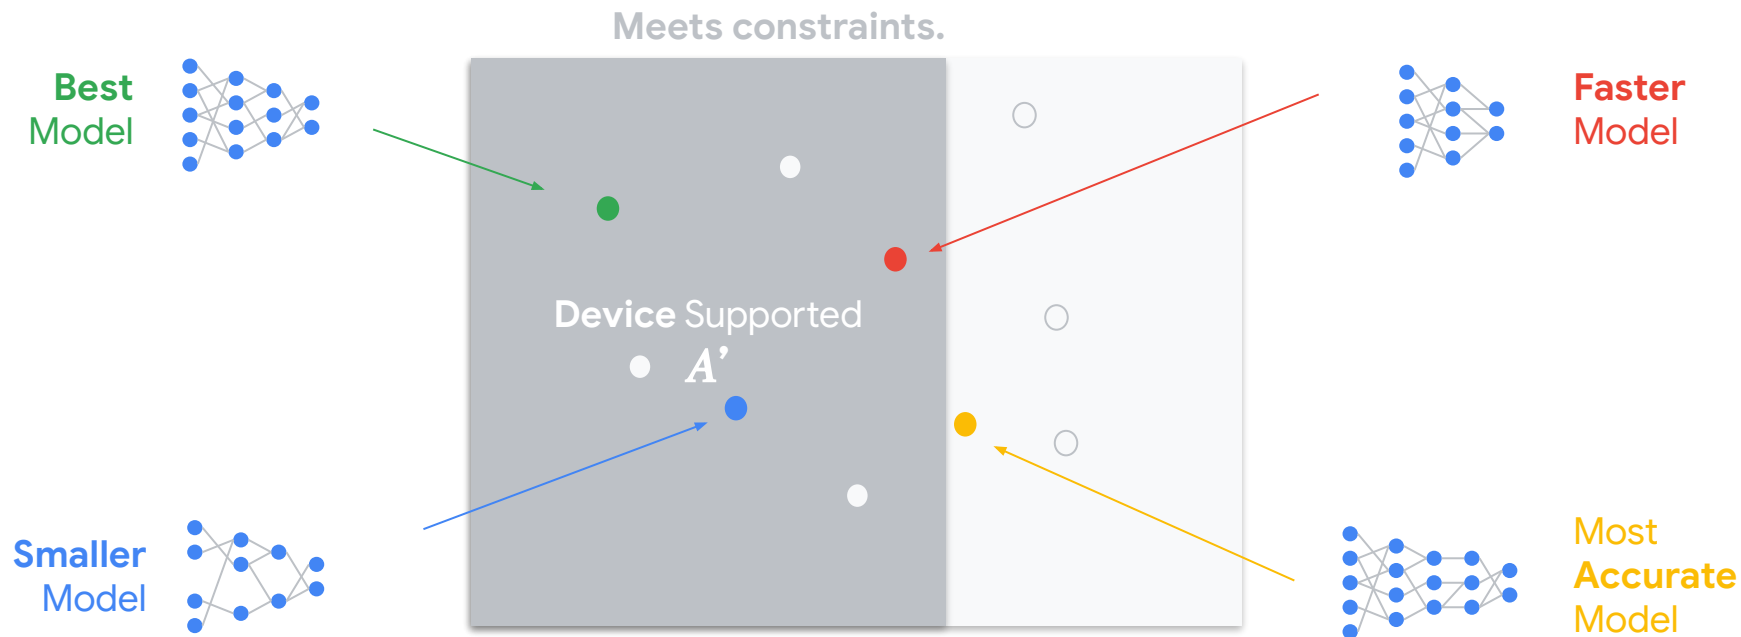 Meets constraints.
Best
Model
Faster
Model
Device Supported
A’
Smaller
Model
Most
Accurate
Model